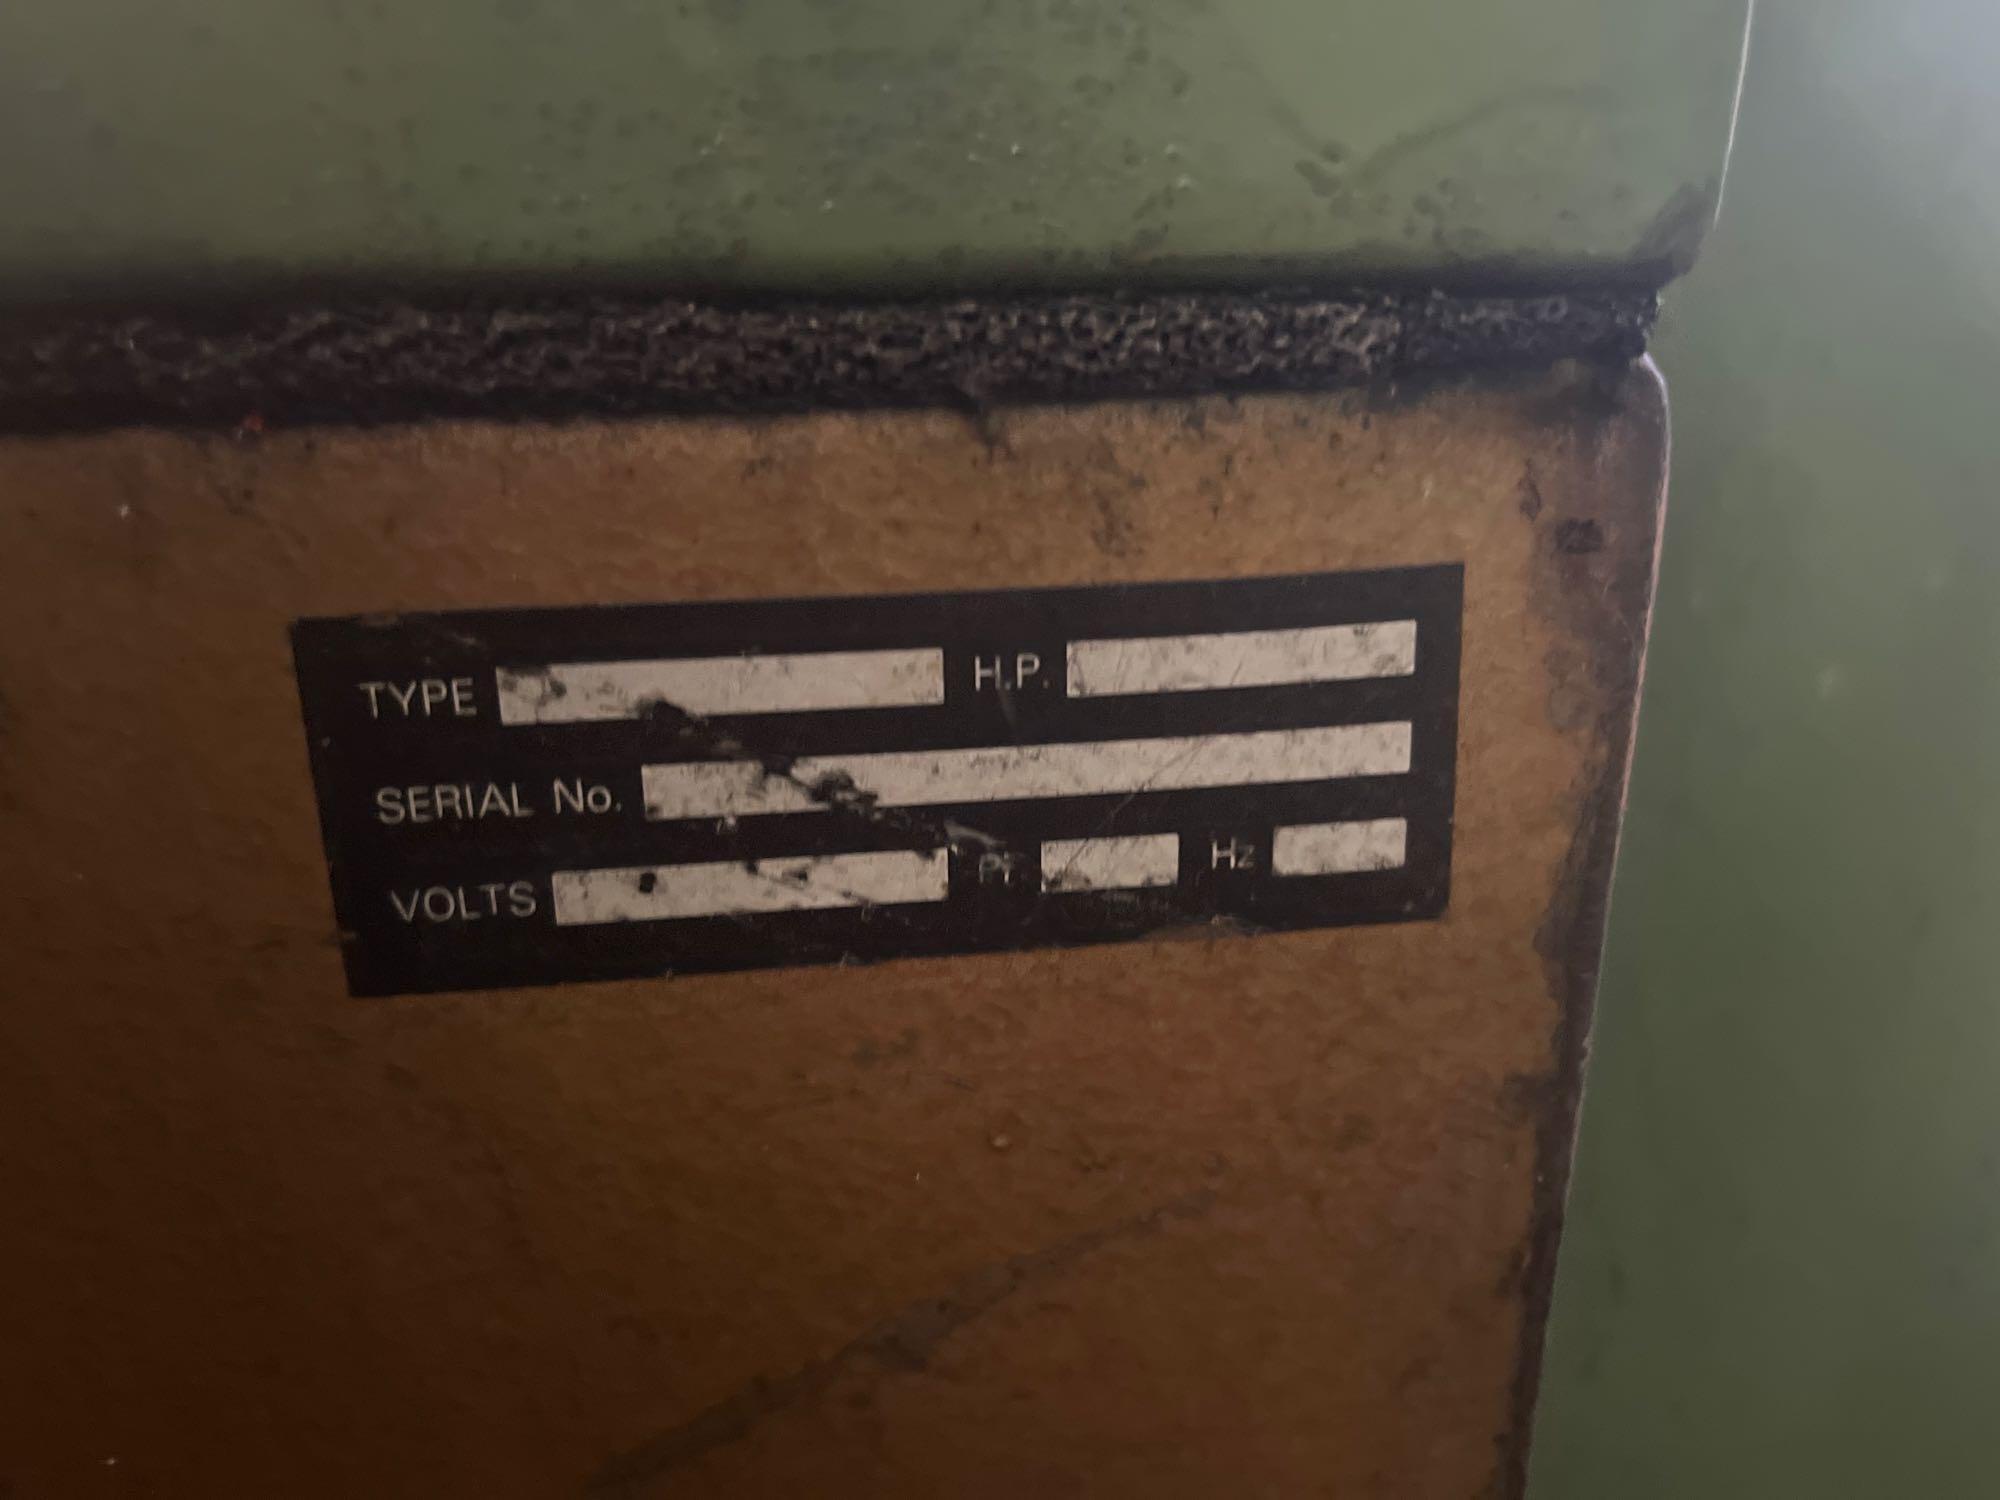 TYPE H.P.
SERIAL No.
VOLTS Hz